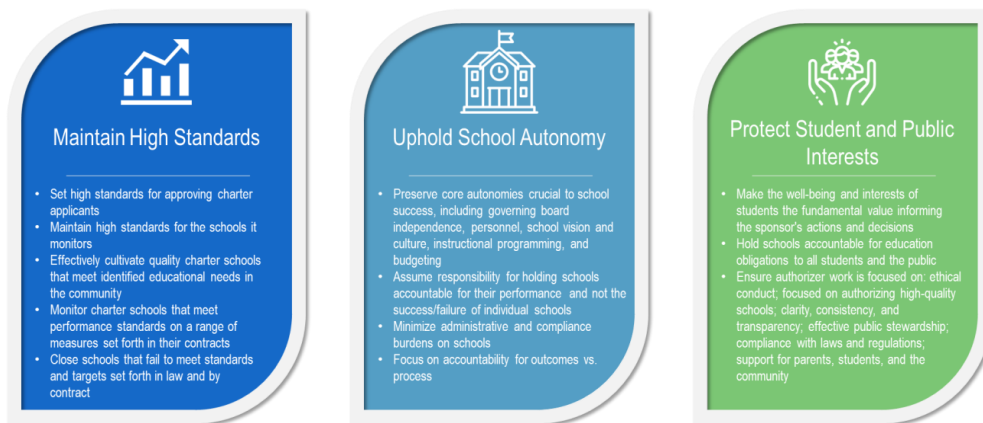 Maintain High Standards
• Set high standards for approving charter
applicants
• Maintain high standards for the schools it
monitors
• Effectively cultivate quality charter schools
that meet identified educational needs in
the community
• Monitor charter schools that meet
performance standards on a range of
measures set forth in their contracts
• Close schools that fail to meet standards
and targets set forth in law and by
contract
Uphold School Autonomy
• Preserve core autonomies crucial to school
success, including governing board
independence, personnel, school vision and
culture, instructional programming, and
budgeting
• Assume responsibility for holding schools
accountable for their performance and not the
success/failure of individual schools
• Minimize administrative and compliance
burdens on schools
• Focus on accountability for outcomes vs.
process
Protect Student and Public
Interests
• Make the well-being and interests of
students the fundamental value informing
the sponsor's actions and decisions
• Hold schools accountable for education
obligations to all students and the public
• Ensure authorizer work is focused on: ethical
conduct; focused on authorizing high-quality
schools; clarity, consistency, and
transparency; effective public stewardship;
compliance with laws and regulations;
support for parents, students, and the
community